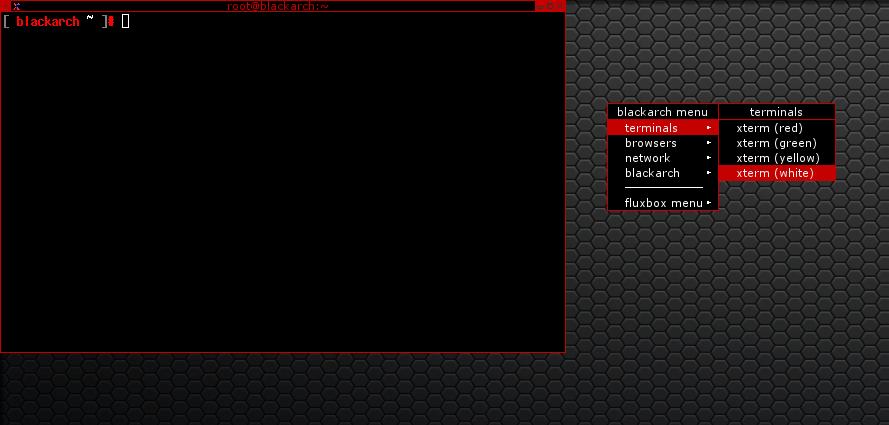 root@blackarch:~
[ blackarch ~ ]# 
blackarch menu
terminals
browsers
network
blackarch
fluxbox menu
terminals
xterm (red)
xterm (green)
xterm (yellow)
xterm (white)